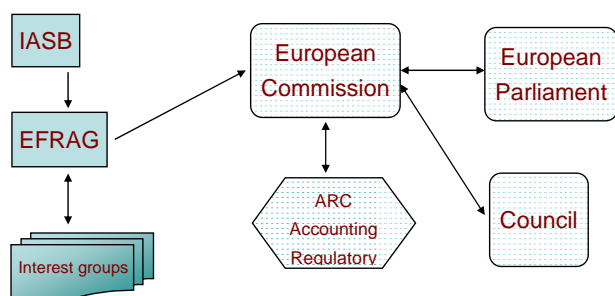 IASB
EFRAG
Interest groups
European
Commission
ARC
Accounting
Regulatory
European
Parliament
Council